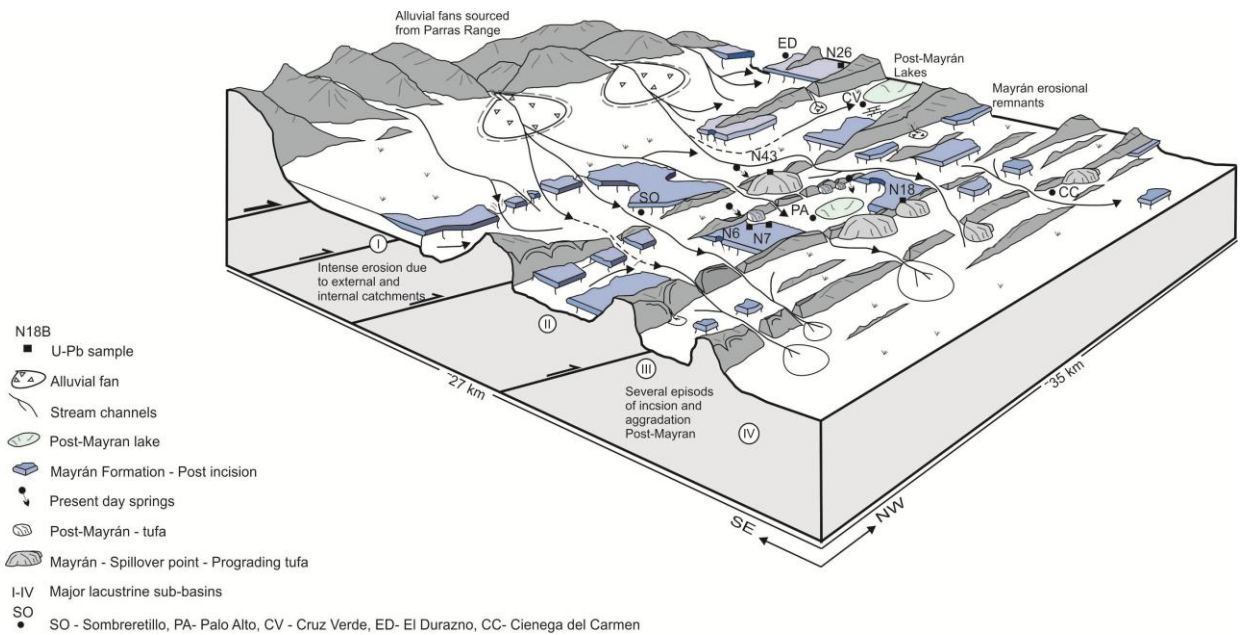 Alluvial fans sourced
from Parras Range
ED
N26
Post-Mayrán
Lakes
CV
Mayrán erosional
remnants
N43
SO
PA
N18
CC
N6
N7
I
Intense erosion due
to external and
internal catchments
II
III
Several episods
of incsion and
aggradation
Post-Mayran
IV
~27 km
~35 km
SE
NW
N18B
U-Pb sample
Alluvial fan
Stream channels
Post-Mayran lake
Mayrán Formation - Post incision
Present day springs
Post-Mayrán - tufa
Mayrán - Spillover point - Prograding tufa
I-IV Major lacustrine sub-basins
SO
SO - Sombreretillo, PA- Palo Alto, CV - Cruz Verde, ED- El Durazno, CC- Cienega del Carmen